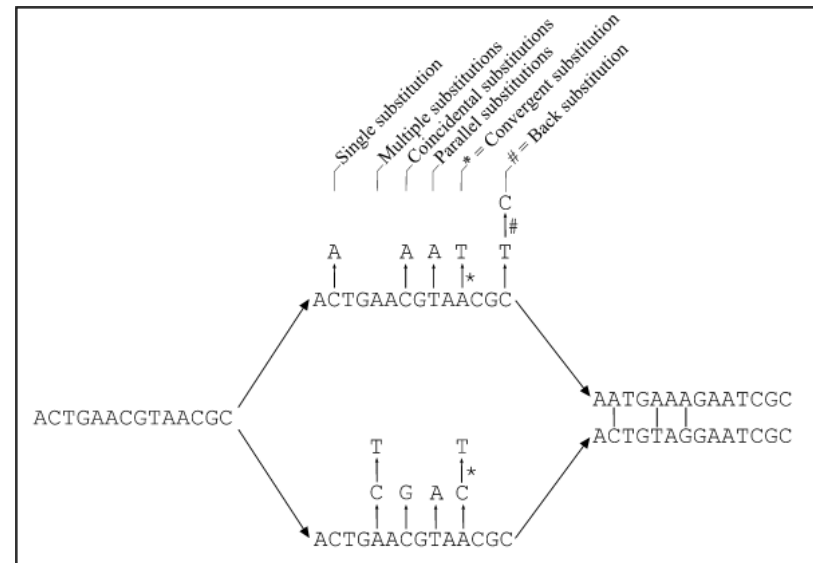 Single substitution
Multiple substitutions
Coincidental substitutions
Parallel substitutions
* = Convergent substitution
# = Back substitution
C
#
A A A T T
*
ACTGAACGTAACGC
ACTGAACGTAACGC
AATGAAAGAATCGC
ACTGTAGGAATCGC
T T
*
C G A C
ACTGAACGTAACGC